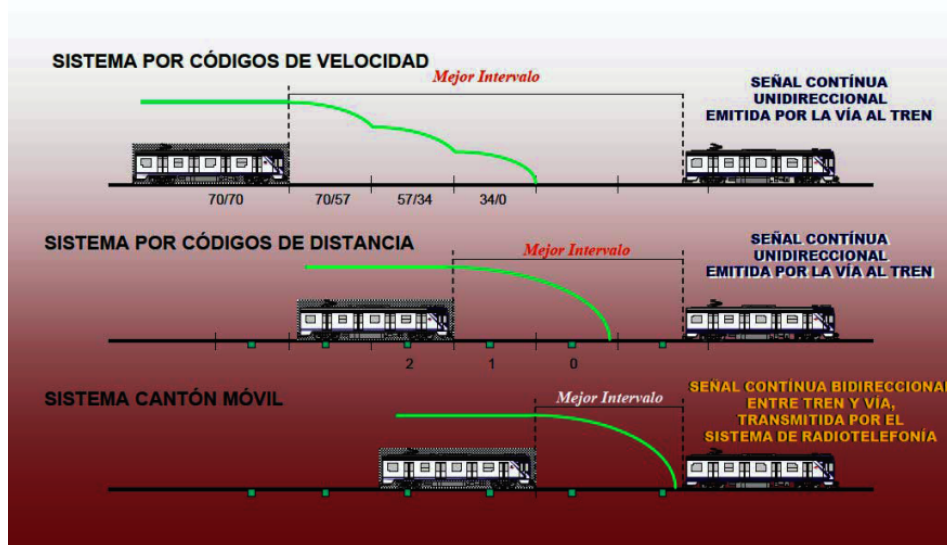 SISTEMA POR CÓDIGOS DE VELOCIDAD
Mejor Intervalo
SEÑAL CONTÍNUA
UNIDIRECCIONAL
EMITIDA POR LA VÍA AL TREN
70/70
70/57
57/34
34/0
SISTEMA POR CÓDIGOS DE DISTANCIA
Mejor Intervalo
SEÑAL CONTÍNUA
UNIDIRECCIONAL
EMITIDA POR LA VÍA AL TREN
2
1
0
SISTEMA CANTÓN MÓVIL
Mejor Intervalo
SEÑAL CONTÍNUA BIDIRECCIONAL
ENTRE TREN Y VÍA,
TRANSMITIDA POR EL
SISTEMA DE RADIOTELEFONÍA